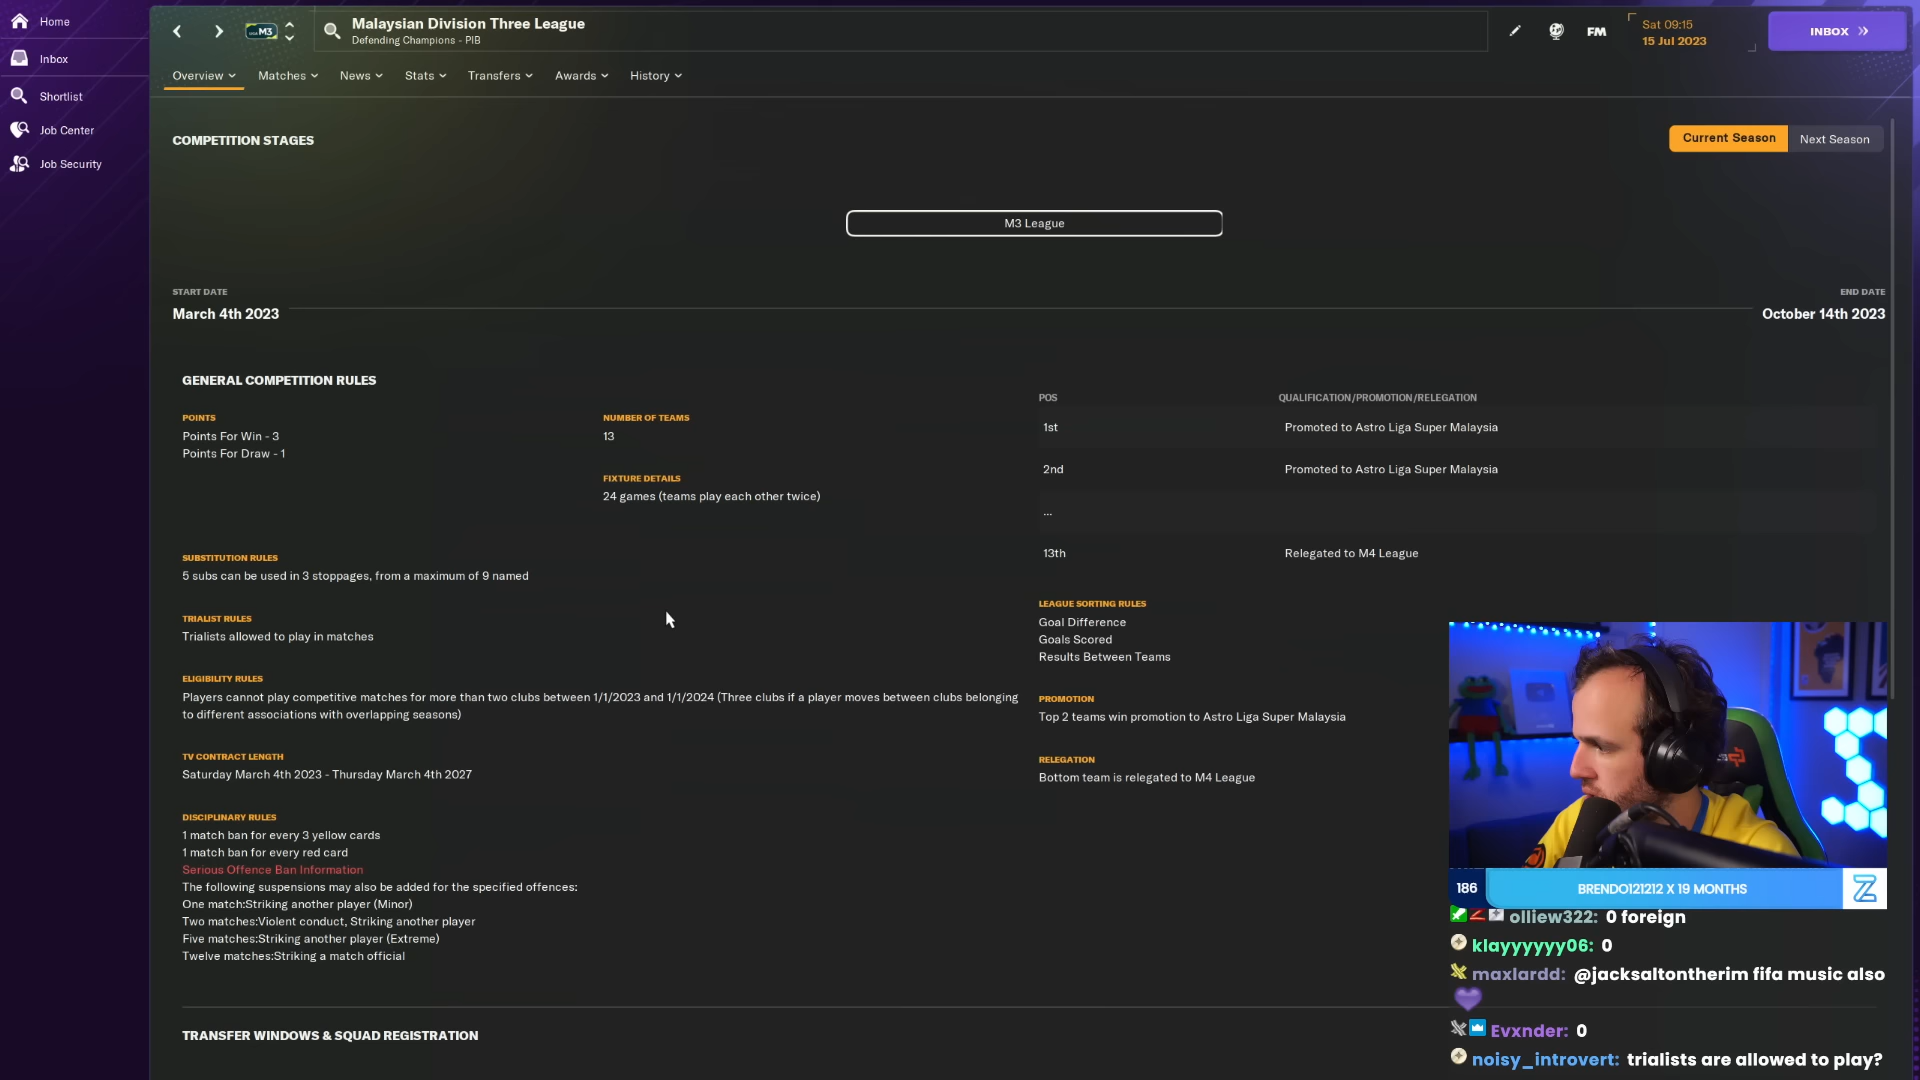 Home
Inbox
Shortlist
Job Center
Job Security
M3
Malaysian Division Three League
Defending Champions - PIB
FM
Sat 09:15
15 Jul 2023
INBOX
Overview
Matches
News
Stats
Transfers
Awards
History
COMPETITION STAGES
Current Season
Next Season
M3 League
START DATE
March 4th 2023
END DATE
October 14th 2023
GENERAL COMPETITION RULES
POINTS
Points For Win - 3
Points For Draw - 1
NUMBER OF TEAMS
13
FIXTURE DETAILS
24 games (teams play each other twice)
SUBSTITUTION RULES
5 subs can be used in 3 stoppages, from a maximum of 9 named
TRIALIST RULES
Trialists allowed to play in matches
ELIGIBILITY RULES
Players cannot play competitive matches for more than two clubs between 1/1/2023 and 1/1/2024 (Three clubs if a player moves between clubs belonging
to different associations with overlapping seasons)
TV CONTRACT LENGTH
Saturday March 4th 2023 - Thursday March 4th 2027
DISCIPLINARY RULES
1 match ban for every 3 yellow cards
1 match ban for every red card
Serious Offence Ban Information
The following suspensions may also be added for the specified offences:
One match:Striking another player (Minor)
Two matches:Violent conduct, Striking another player
Five matches:Striking another player (Extreme)
Twelve matches:Striking a match official
TRANSFER WINDOWS & SQUAD REGISTRATION
POS QUALIFICATION/PROMOTION/RELEGATION
1st Promoted to Astro Liga Super Malaysia
2nd Promoted to Astro Liga Super Malaysia
...
13th Relegated to M4 League
LEAGUE SORTING RULES
Goal Difference
Goals Scored
Results Between Teams
PROMOTION
Top 2 teams win promotion to Astro Liga Super Malaysia
RELEGATION
Bottom team is relegated to M4 League
186 BRENDO121212 X 19 MONTHS Z
olliew322: 0 foreign
klayyyyyy06: 0
maxlardd: @jacksaltontherim fifa music also
Evxnder: 0
noisy_introvert: trialists are allowed to play?